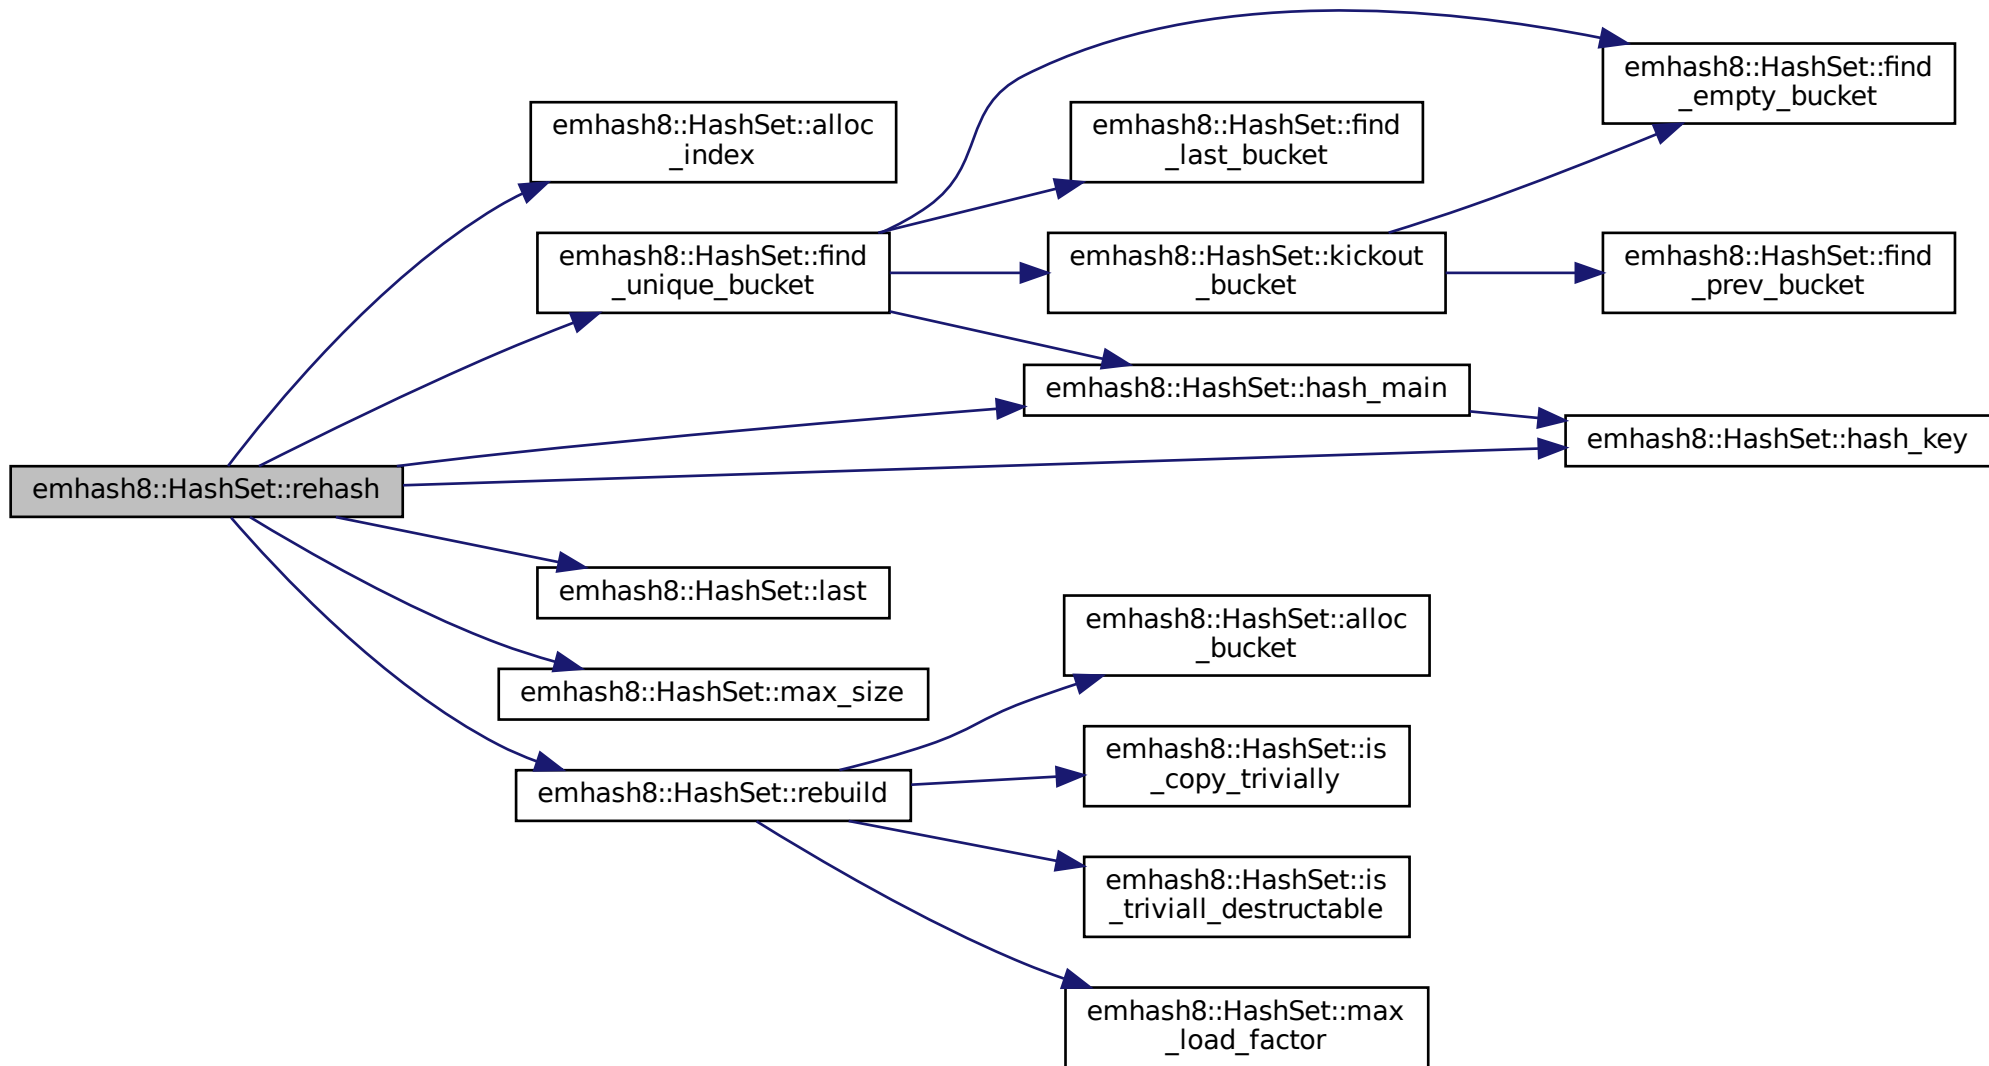 emhash8::HashSet::rehash
emhash8::HashSet::alloc
_index
emhash8::HashSet::find
_unique_bucket
emhash8::HashSet::last
emhash8::HashSet::max_size
emhash8::HashSet::rebuild
emhash8::HashSet::find
_last_bucket
emhash8::HashSet::kickout
_bucket
emhash8::HashSet::hash_main
emhash8::HashSet::alloc
_bucket
emhash8::HashSet::is
_copy_trivially
emhash8::HashSet::is
_triviall_destructable
emhash8::HashSet::max
_load_factor
emhash8::HashSet::find
_empty_bucket
emhash8::HashSet::find
_prev_bucket
emhash8::HashSet::hash_key